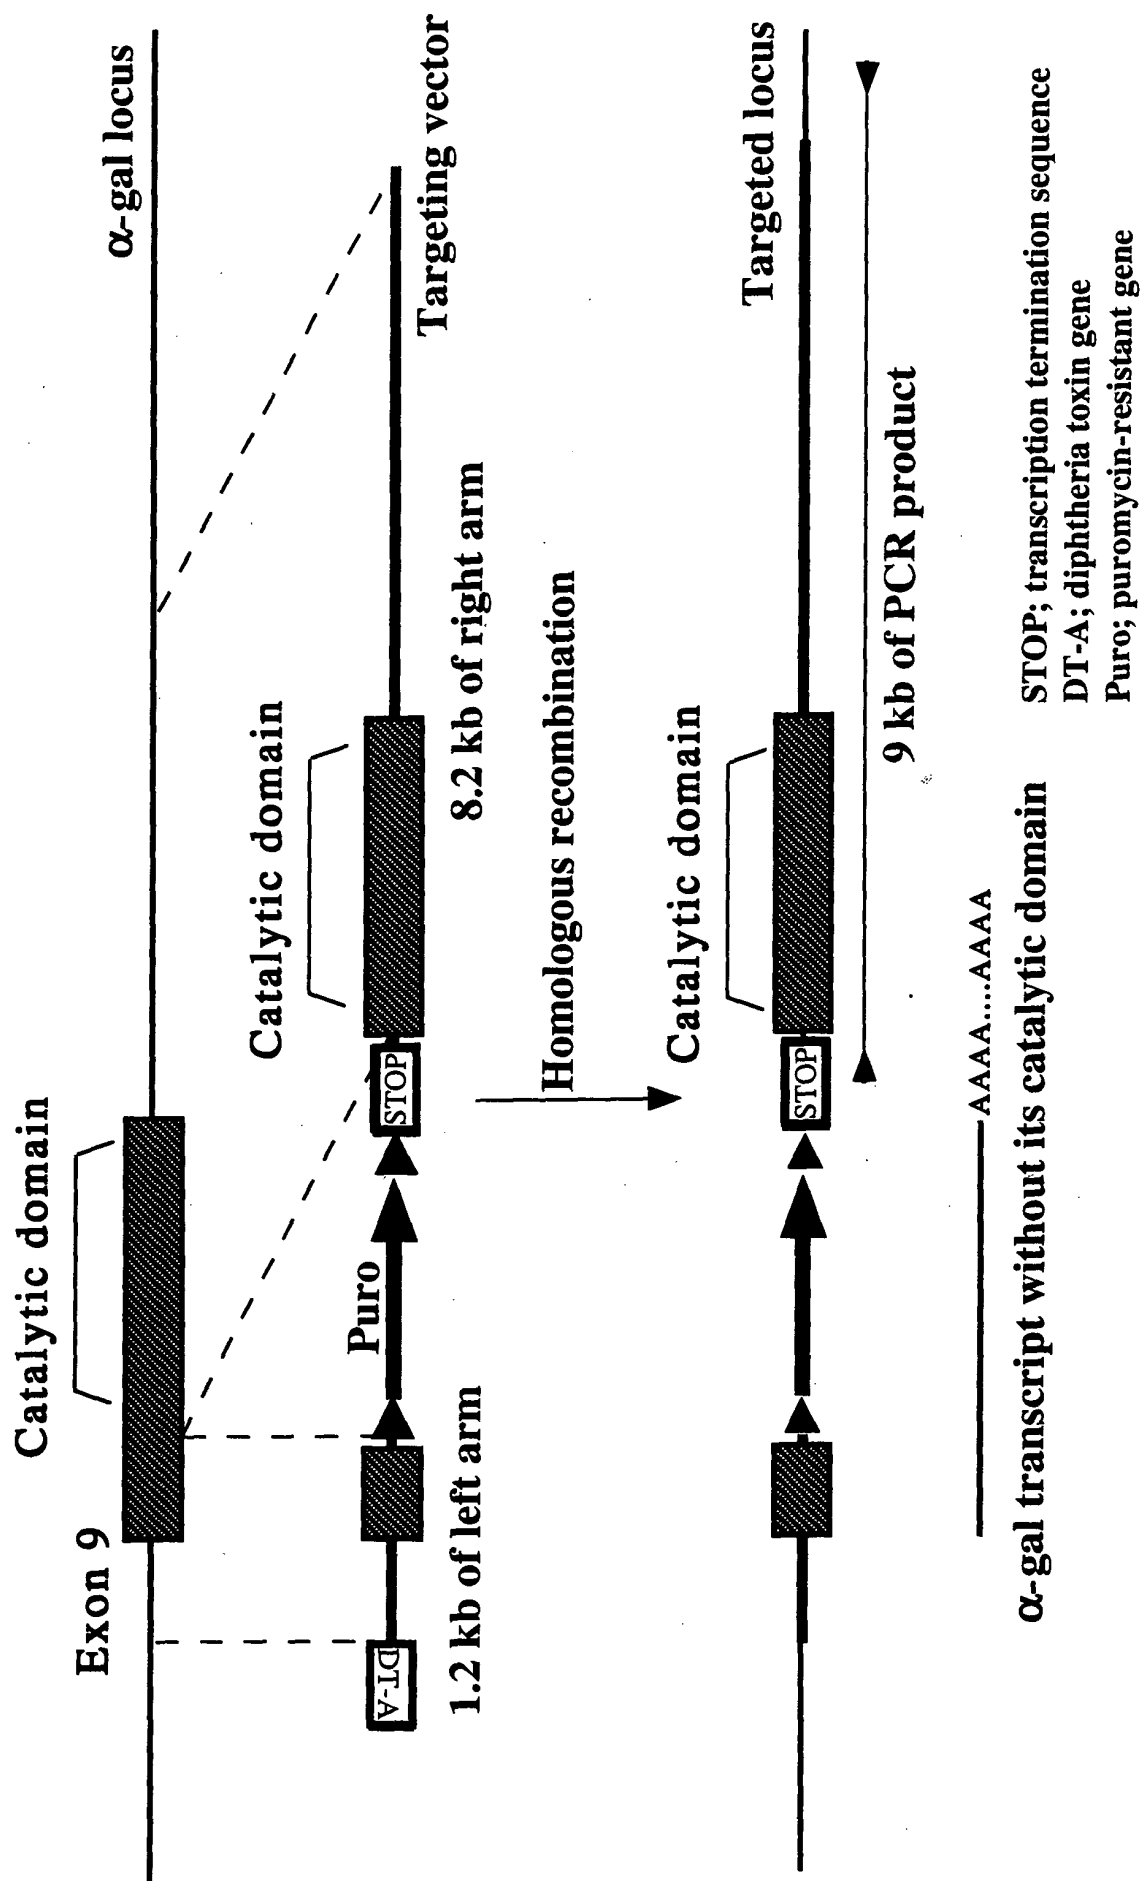 α-gal locus
Catalytic domain
Exon 9
Catalytic domain
Puro
STOP
DT-A
Targeting vector
1.2 kb of left arm
8.2 kb of right arm
Homologous recombination
Catalytic domain
Targeted locus
STOP
9 kb of PCR product
AAAA....AAAA
α-gal transcript without its catalytic domain
STOP; transcription termination sequence
DT-A; diphtheria toxin gene
Puro; puromycin-resistant gene